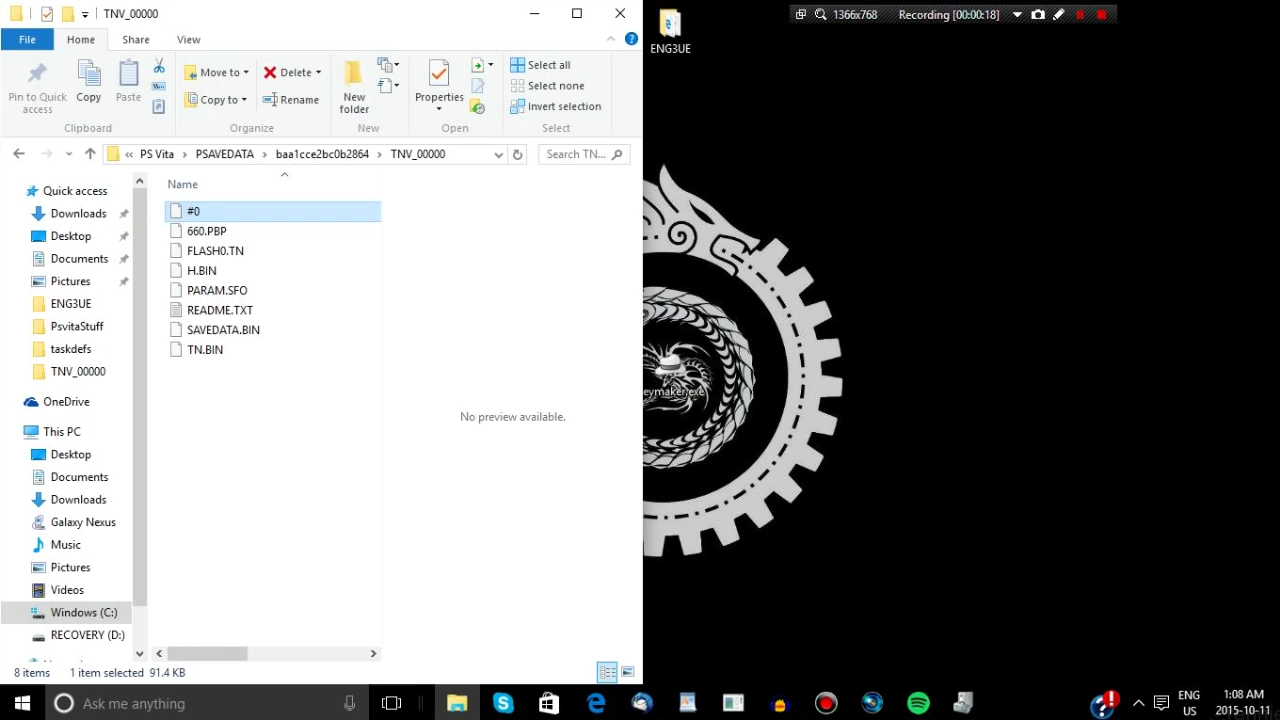 TNV_00000
1366x768
Recording [00:00:18]
File
Home
Share
View
ENG3UE
Pin to Quick access
Copy
Paste
Move to
Copy to
Delete
Rename
New folder
Properties
Select all
Select none
Invert selection
Clipboard
Organize
New
Open
Select
« PS Vita > PSAVEDATA > baa1cce2bc0b2864 > TNV_00000
Search TN...
Name
Quick access
Downloads
Desktop
Documents
Pictures
ENG3UE
PsvitaStuff
taskdefs
TNV_00000
OneDrive
This PC
Desktop
Documents
Downloads
Galaxy Nexus
Music
Pictures
Videos
Windows (C:)
RECOVERY (D:)
#0
660.PBP
FLASH0.TN
H.BIN
PARAM.SFO
README.TXT
SAVEDATA.BIN
TN.BIN
No preview available.
eymaker.exe
8 items
1 item selected 91.4 KB
Ask me anything
ENG
US
1:08 AM
2015-10-11